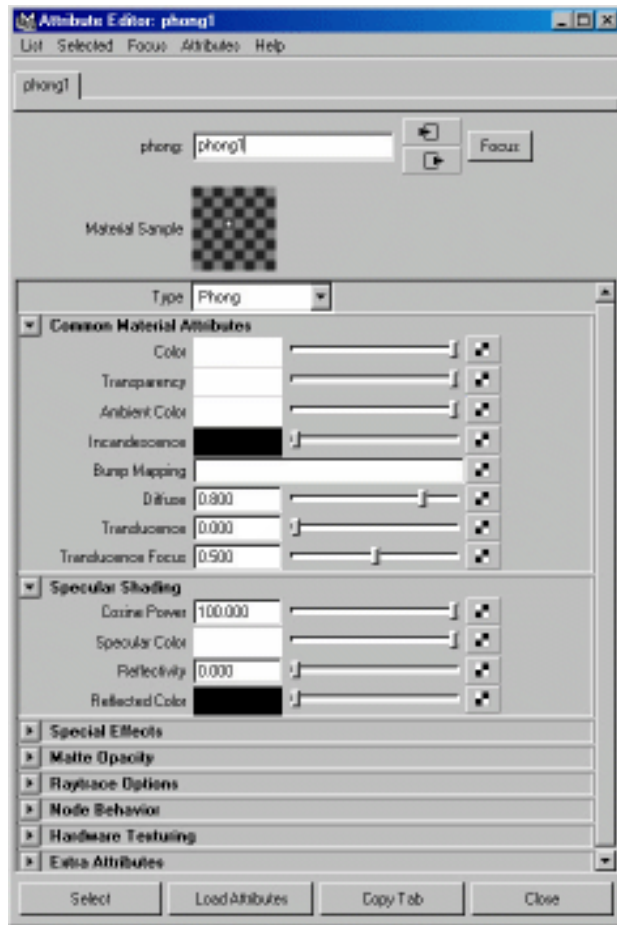 Attribute Editor: phong1
List Selected Focus Attributes Help
phong1
phong: phong1 Focus
Material Sample
Type Phong
Common Material Attributes
Color
Transparency
Ambient Color
Incandescence
Bump Mapping
Diffuse 0.800
Translucence 0.000
Translucence Focus 0.500
Specular Shading
Cosine Power 100.000
Specular Color
Reflectivity 0.000
Reflected Color
Special Effects
Matte Opacity
Raytrace Options
Node Behavior
Hardware Texturing
Extra Attributes
Select Load Attributes Copy Tab Close